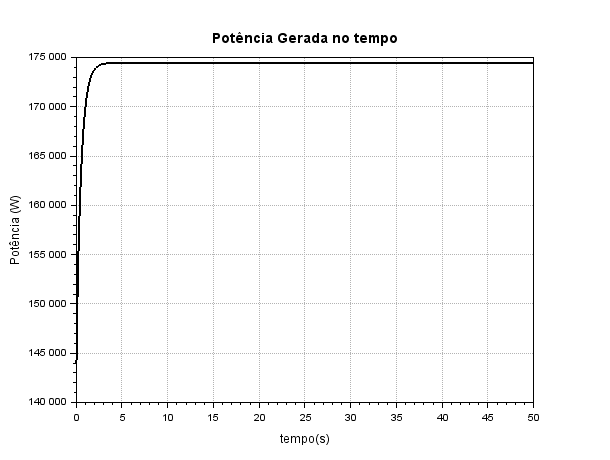 Potência Gerada no tempo
175 000
170 000
165 000
160 000
155 000
150 000
145 000
140 000
Potência (W)
0 5 10 15 20 25 30 35 40 45 50
tempo(s)